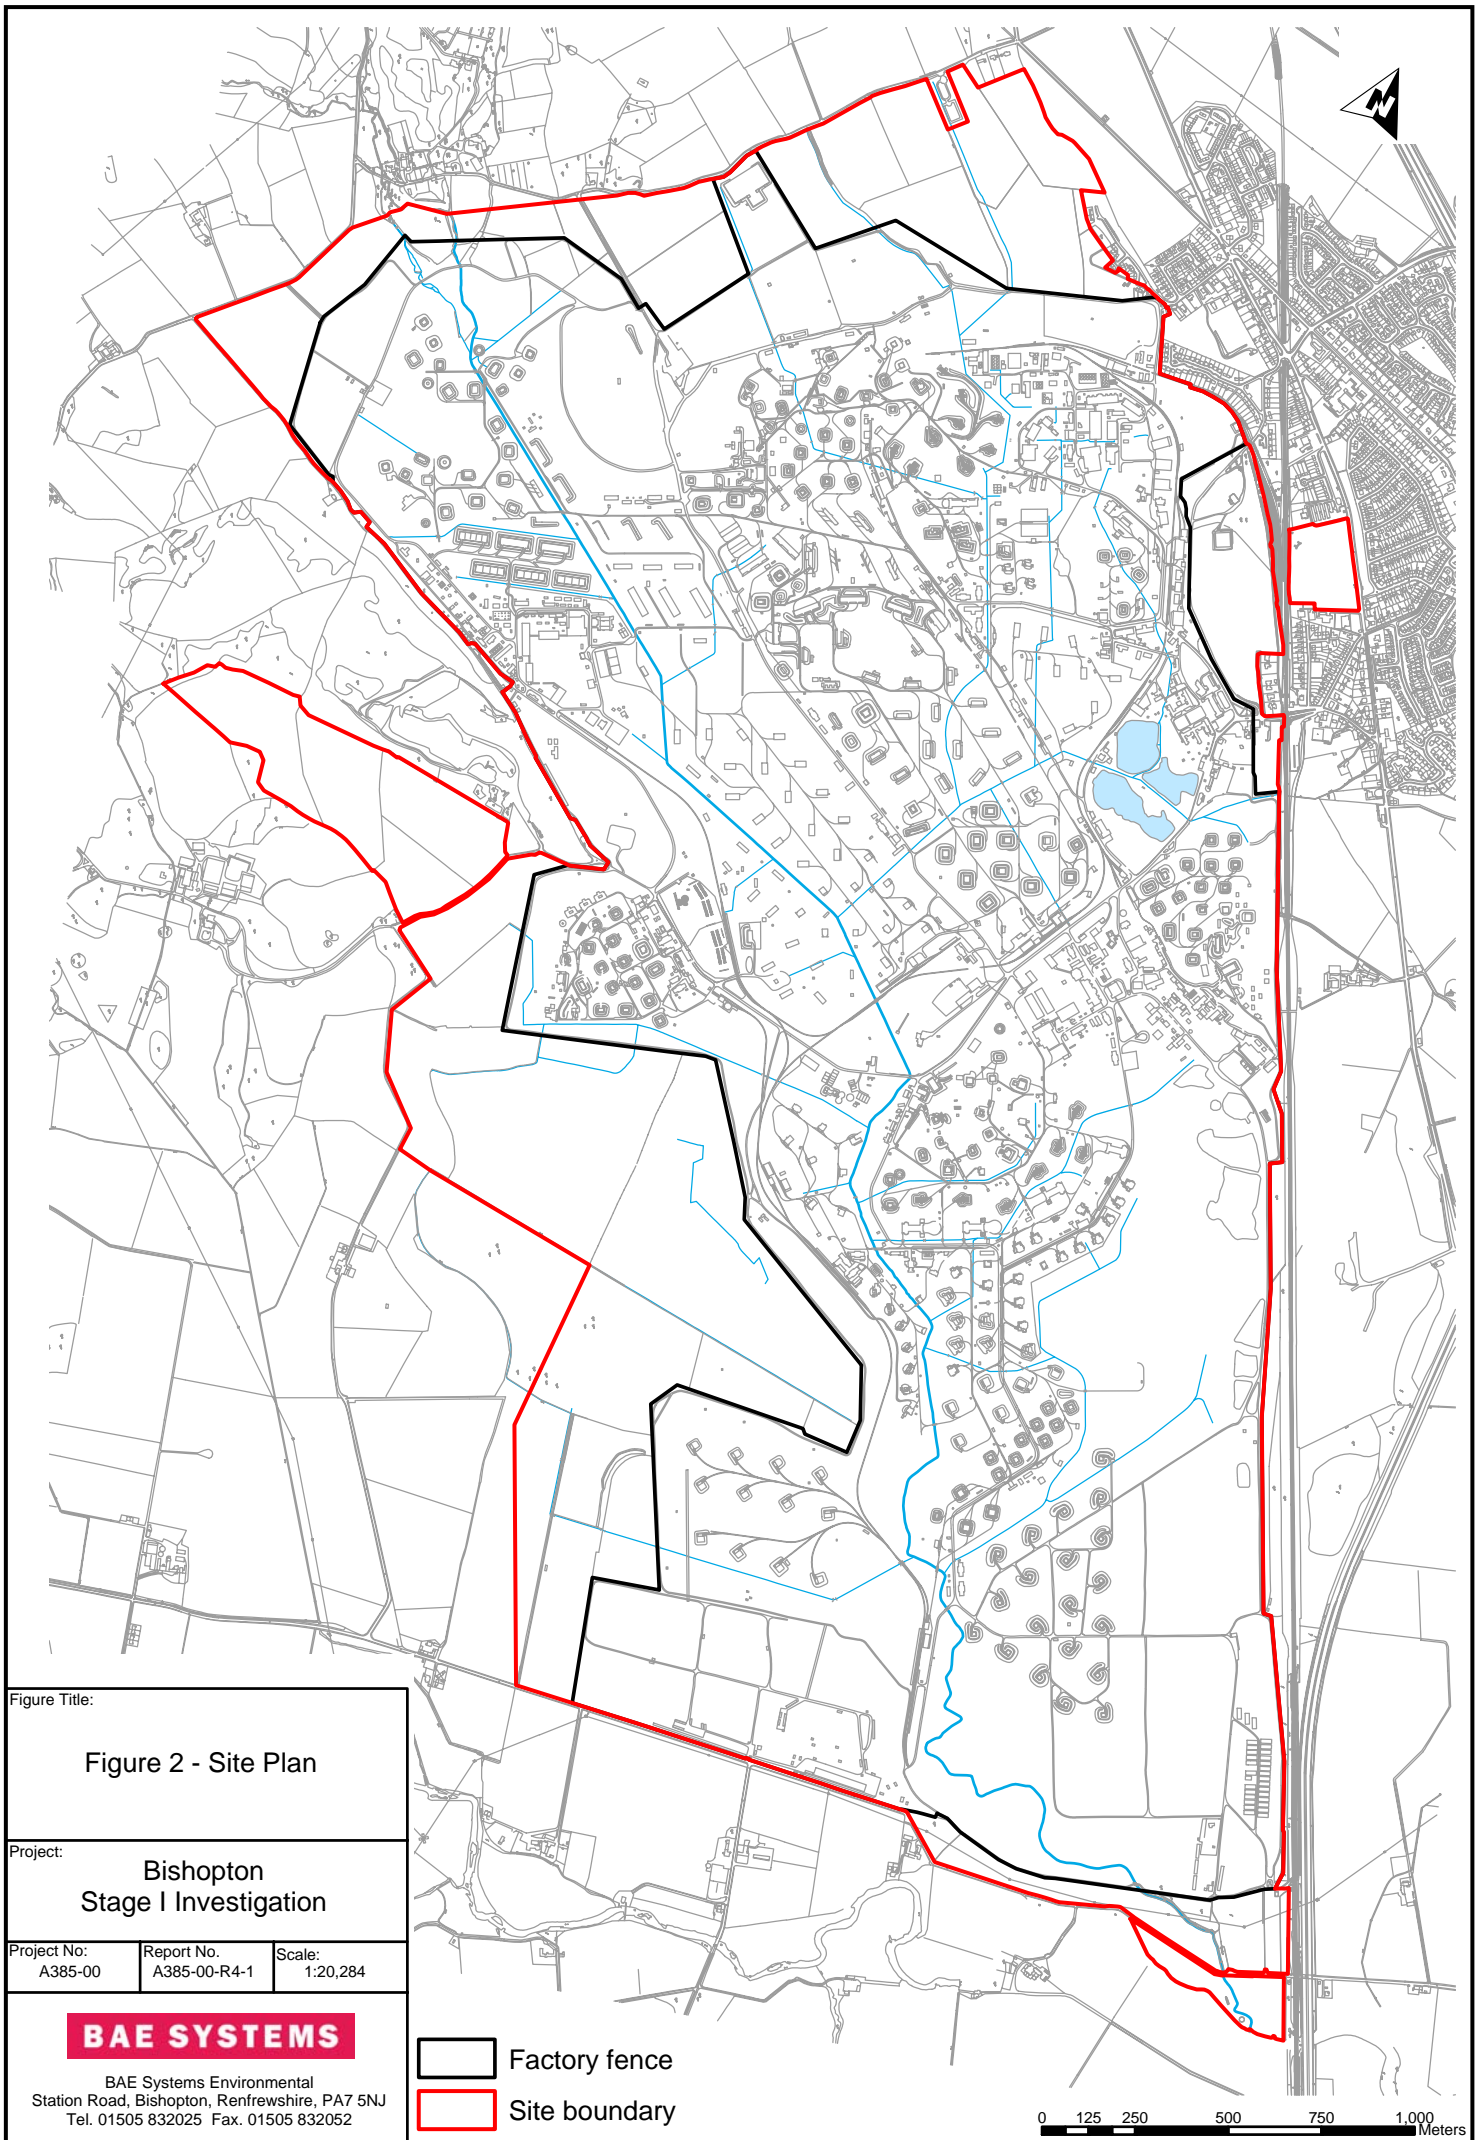 N
Figure Title:
Figure 2 - Site Plan
Project:
Bishopton
Stage I Investigation
Project No:
A385-00
Report No.
A385-00-R4-1
Scale:
1:20,284
BAE SYSTEMS
BAE Systems Environmental
Station Road, Bishopton, Renfrewshire, PA7 5NJ
Tel. 01505 832025 Fax. 01505 832052
Factory fence
Site boundary
0 125 250 500 750 1,000
Meters